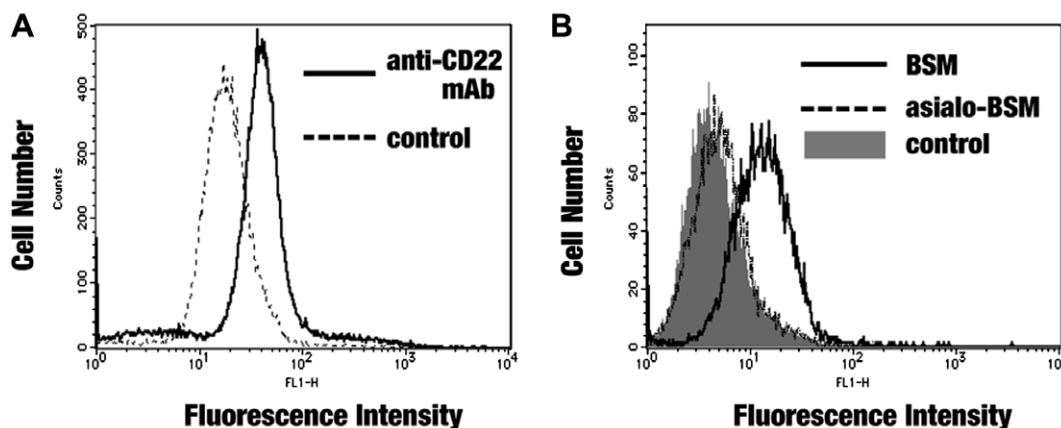 A
500
400
300
200
100
0
Counts
Cell Number
anti-CD22
mAb
control
10⁰ 10¹ 10² 10³ 10⁴
FL1-H
Fluorescence Intensity
B
100
80
60
40
20
0
Counts
Cell Number
BSM
asialo-BSM
control
10⁰ 10¹ 10² 10³ 10
FL1-H
Fluorescence Intensity